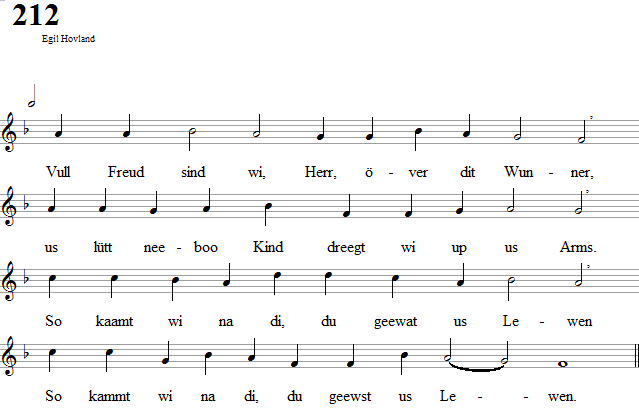 212
Egil Hovland
Vull Freud sind wi, Herr, ö - ver dit Wun - ner,
us lütt nee - boo Kind dreegt wi up us Arms.
So kaamt wi na di, du geewat us Le - wen
So kammt wi na di, du geewst us Le - - wen.